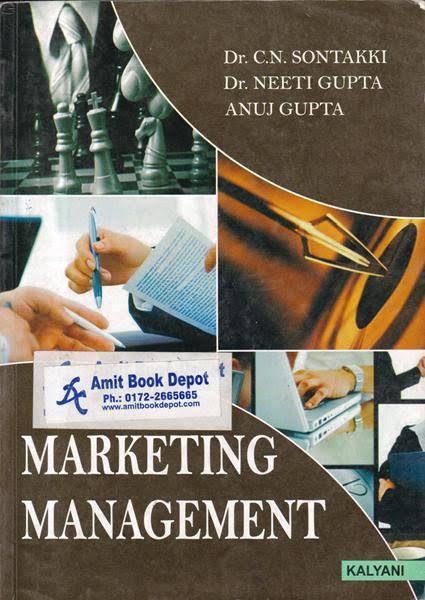 Dr. C.N. SONTAKKI
Dr. NEETI GUPTA
ANUJ GUPTA
Amit Book Depot
Ph.: 0172-2665665
www.amitbookdepot.com
MARKETING
MANAGEMENT
KALYANI